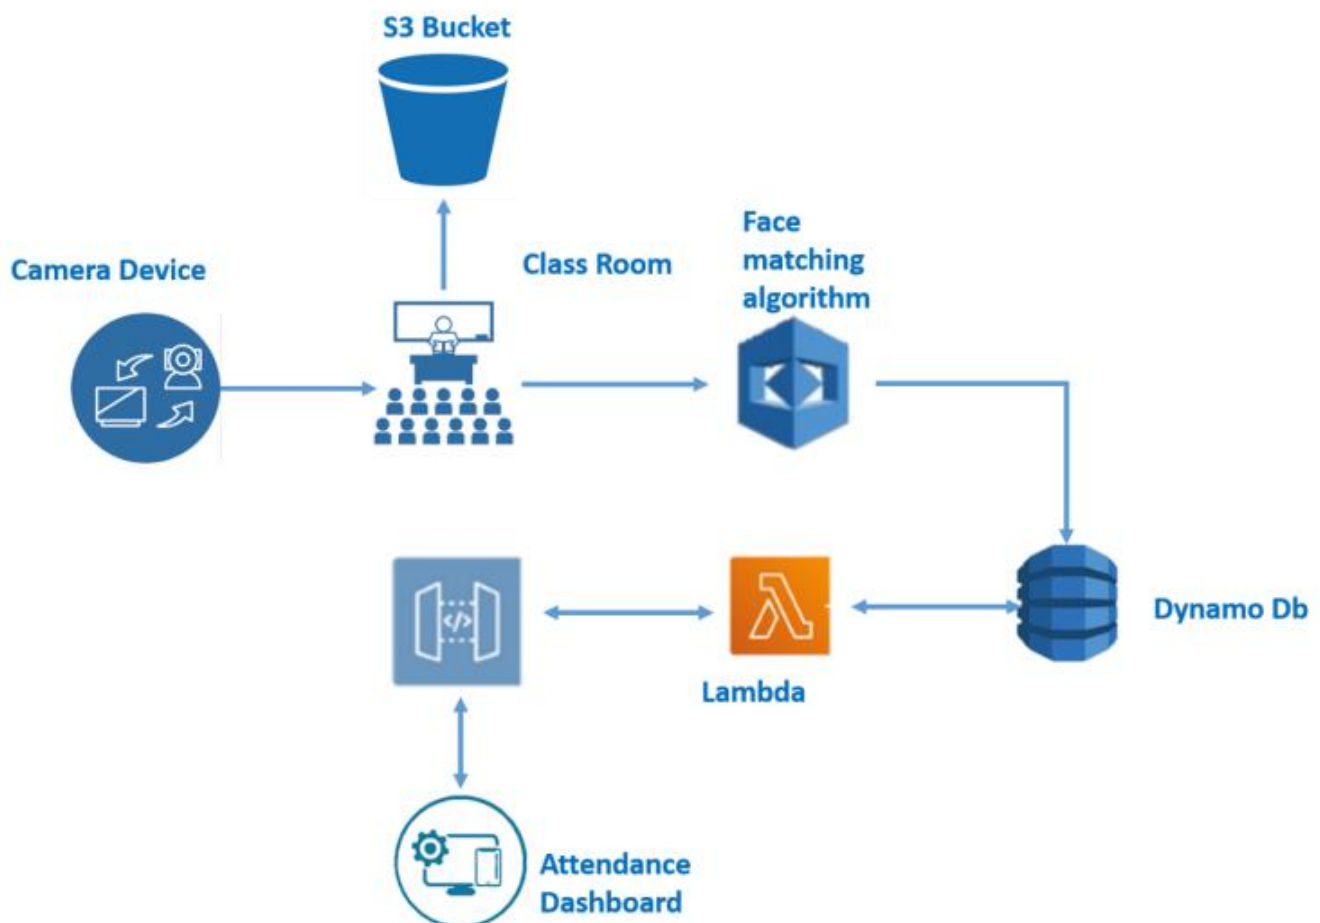 S3 Bucket
Camera Device
Class Room
Face
matching
algorithm
</>
Lambda
Dynamo Db
Attendance
Dashboard